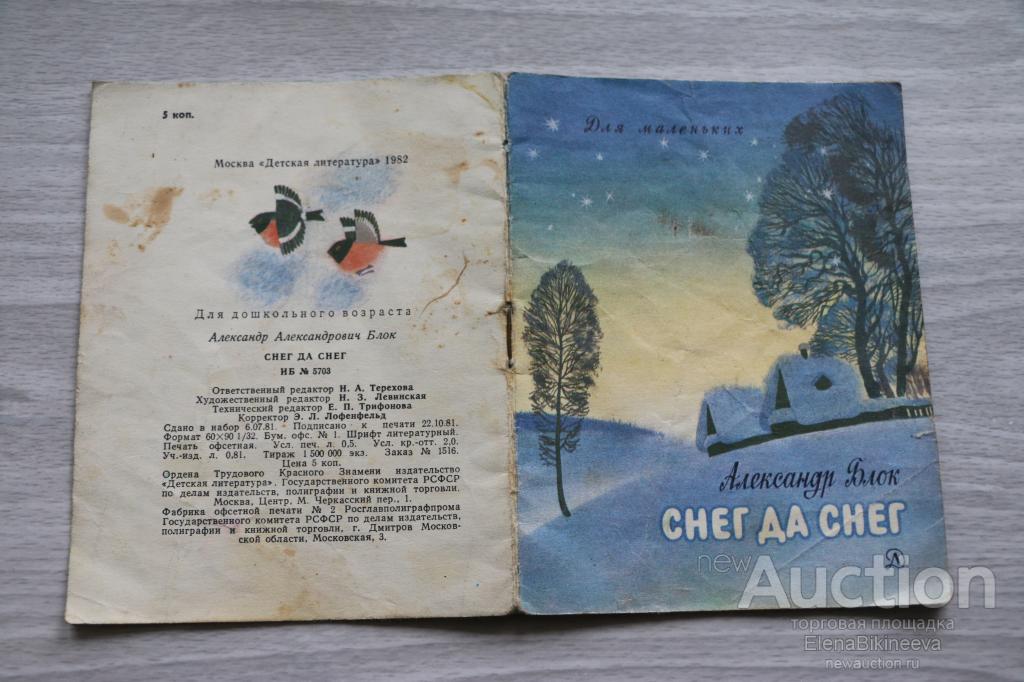 5 коп.
Москва «Детская литература» 1982
Для дошкольного возраста
Александр Александрович Блок
СНЕГ ДА СНЕГ
ИБ № 5703
Ответственный редактор Н. А. Терехова
Художественный редактор Н. З. Левинская
Технический редактор Е. П. Трифонова
Корректор Э. Л. Лофенфельд
Сдано в набор 6.07.81. Подписано к печати 22.10.81.
Формат 60×90 1/32. Бум. офс. № 1. Шрифт литературный.
Печать офсетная. Усл. печ. л. 0,5. Усл. кр.-отт. 2,0.
Уч.-изд. л. 0,81. Тираж 1 500 000 экз. Заказ № 1516.
Цена 5 коп.
Ордена Трудового Красного Знамени издательство
«Детская литература». Государственного комитета РСФСР
по делам издательств, полиграфии и книжной торговли.
Москва, Центр, М. Черкасский пер., 1.
Фабрика офсетной печати № 2 Росглавполиграфпрома
Государственного комитета РСФСР по делам издательств,
полиграфии и книжной торговли, г. Дмитров Москов-
ской области, Московская, 3.
Для маленьких
Александр Блок
СНЕГ ДА СНЕГ
Д
newAuction
торговая площадка
ElenaBikineeva
newauction.ru